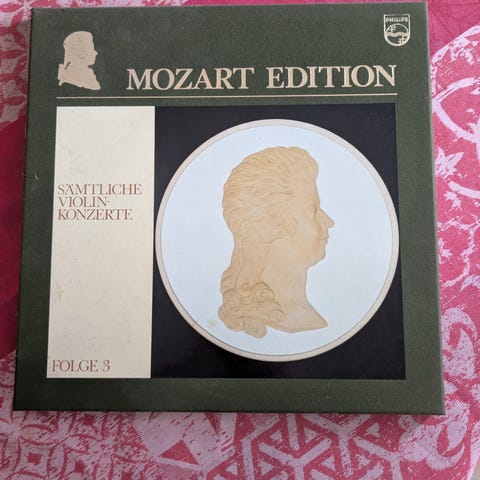 PHILIPS
MOZART EDITION
SÄMTLICHE
VIOLIN-
KONZERTE
FOLGE 3